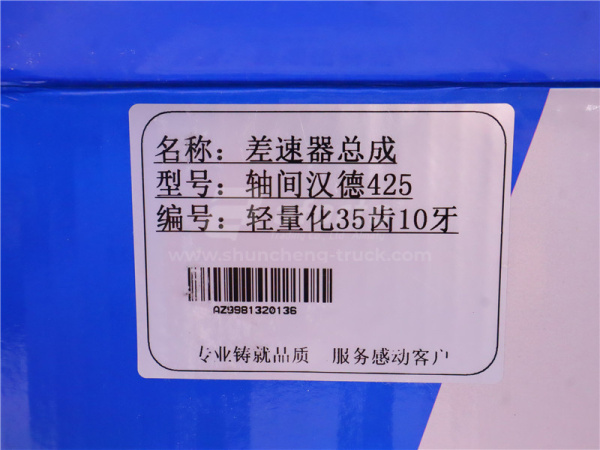 名称：差速器总成
型号：轴间汉德425
编号：轻量化35齿10牙
www.shuncheng-truck.com
AZ9981320136
专业铸就品质 服务感动客户